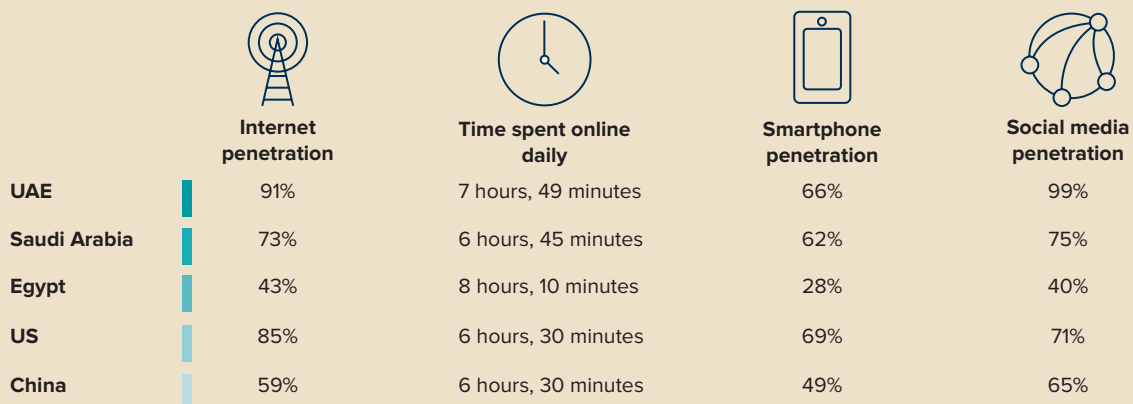 Internet penetration
Time spent online daily
Smartphone penetration
Social media penetration
UAE 91% 7 hours, 49 minutes 66% 99%
Saudi Arabia 73% 6 hours, 45 minutes 62% 75%
Egypt 43% 8 hours, 10 minutes 28% 40%
US 85% 6 hours, 30 minutes 69% 71%
China 59% 6 hours, 30 minutes 49% 65%